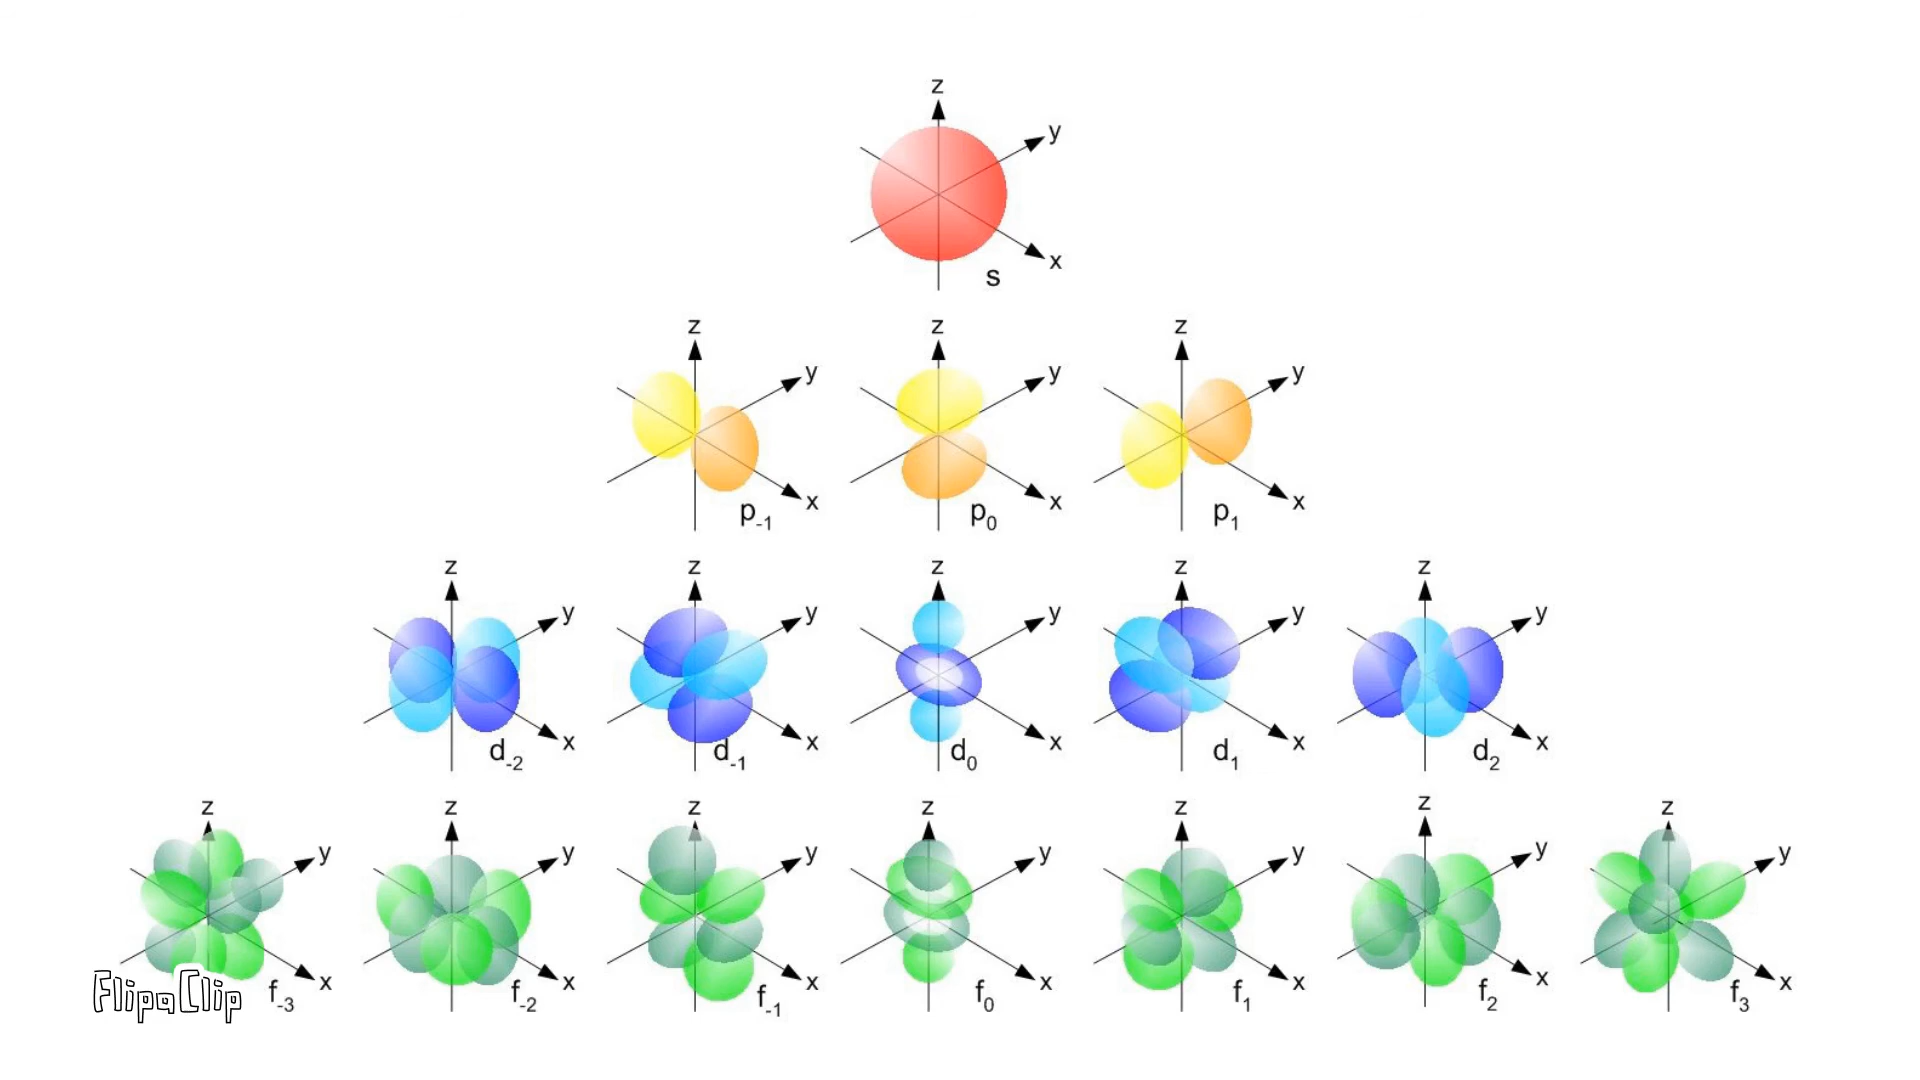 z
y
x
s
z y x p-1
z y x p0
z y x p1
z y x d-2
z y x d-1
z y x d0
z y x d1
z y x d2
z y x f-3
z y x f-2
z y x f-1
z y x f0
z y x f1
z y x f2
z y x f3
FlipaClip